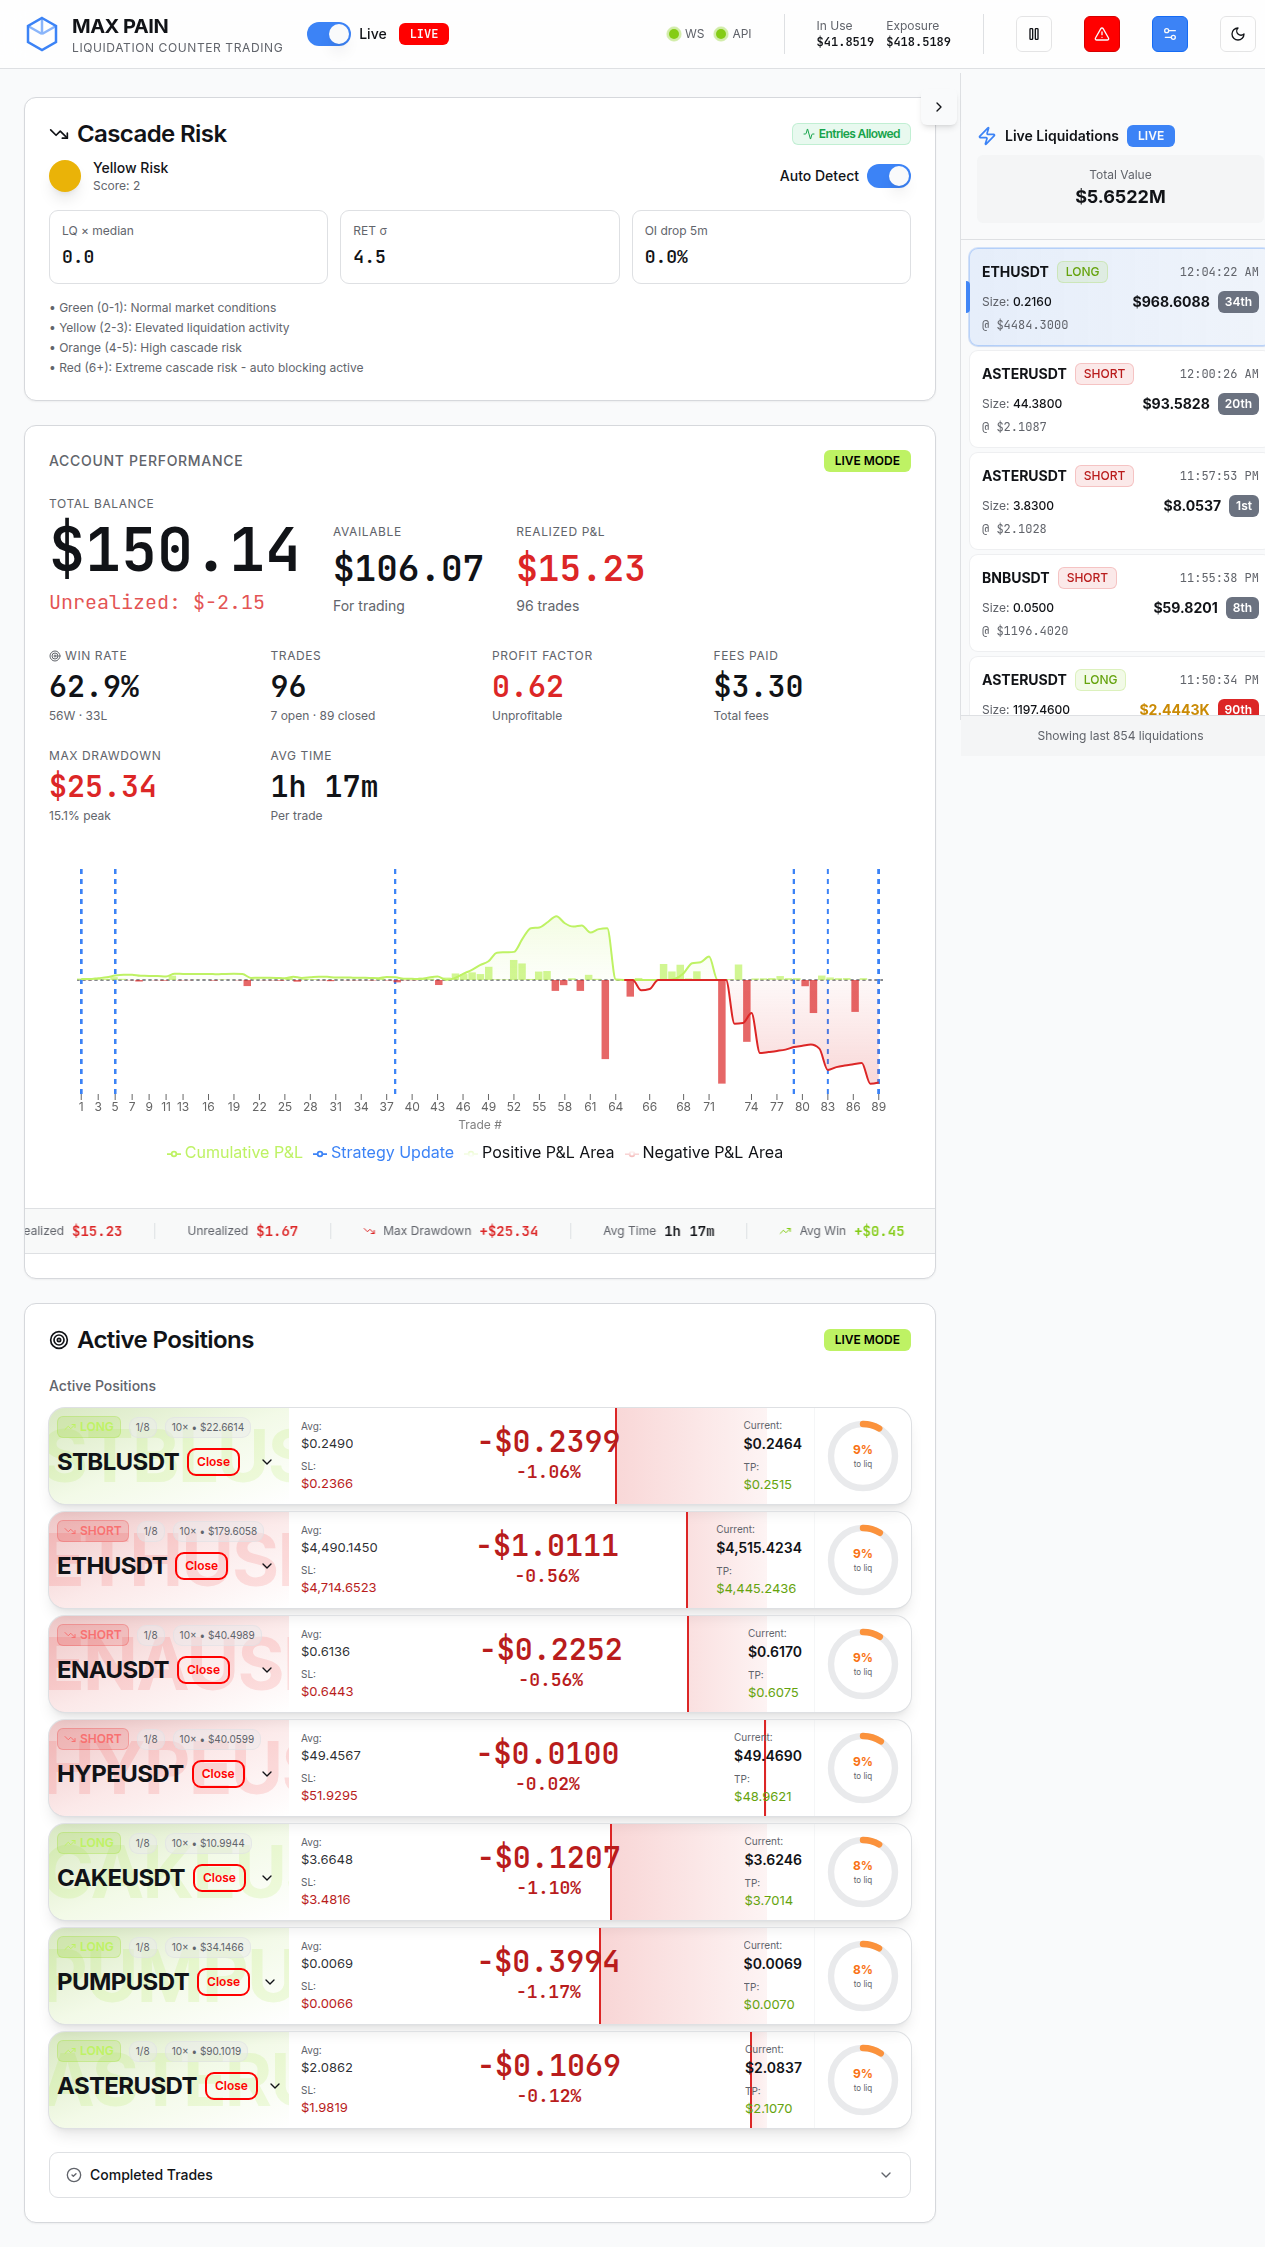 MAX PAIN
LIQUIDATION COUNTER TRADING
Live
LIVE
WS
API
In Use
$41.8519
Exposure
$418.5189
Cascade Risk
Entries Allowed
Yellow Risk
Score: 2
Auto Detect
LQ × median
0.0
RET σ
4.5
OI drop 5m
0.0%
• Green (0-1): Normal market conditions
• Yellow (2-3): Elevated liquidation activity
• Orange (4-5): High cascade risk
• Red (6+): Extreme cascade risk - auto blocking active
Live Liquidations
LIVE
Total Value
$5.6522M
ETHUSDT LONG 12:04:22 AM
Size: 0.2160 $968.6088 34th
@ $4484.3000
ASTERUSDT SHORT 12:00:26 AM
Size: 44.3800 $93.5828 20th
@ $2.1087
ASTERUSDT SHORT 11:57:53 PM
Size: 3.8300 $8.0537 1st
@ $2.1028
BNBUSDT SHORT 11:55:38 PM
Size: 0.0500 $59.8201 8th
@ $1196.4020
ASTERUSDT LONG 11:50:34 PM
Size: 1197.4600 $2.4443K 90th
Showing last 854 liquidations
ACCOUNT PERFORMANCE
LIVE MODE
TOTAL BALANCE
$150.14
Unrealized: $-2.15
AVAILABLE
$106.07
For trading
REALIZED P&L
$15.23
96 trades
WIN RATE
62.9%
56W · 33L
TRADES
96
7 open · 89 closed
PROFIT FACTOR
0.62
Unprofitable
FEES PAID
$3.30
Total fees
MAX DRAWDOWN
$25.34
15.1% peak
AVG TIME
1h 17m
Per trade
1 3 5 7 9 11 13 16 19 22 25 28 31 34 37 40 43 46 49 52 55 58 61 64 66 68 71 74 77 80 83 86 89
Trade #
Cumulative P&L Strategy Update Positive P&L Area Negative P&L Area
ealized $15.23 Unrealized $1.67 Max Drawdown +$25.34 Avg Time 1h 17m Avg Win +$0.45
Active Positions
LIVE MODE
Active Positions
LONG 1/8 10× • $22.6614
STBLUSDT Close
Avg:
$0.2490
SL:
$0.2366
-$0.2399
-1.06%
Current:
$0.2464
TP:
$0.2515
9%
to liq
SHORT 1/8 10× • $179.6058
ETHUSDT Close
Avg:
$4,490.1450
SL:
$4,714.6523
-$1.0111
-0.56%
Current:
$4,515.4234
TP:
$4,445.2436
9%
to liq
SHORT 1/8 10× • $40.4989
ENAUSDT Close
Avg:
$0.6136
SL:
$0.6443
-$0.2252
-0.56%
Current:
$0.6170
TP:
$0.6075
9%
to liq
SHORT 1/8 10× • $40.0599
HYPEUSDT Close
Avg:
$49.4567
SL:
$51.9295
-$0.0100
-0.02%
Current:
$49.4690
TP:
$48.9621
9%
to liq
LONG 1/8 10× • $10.9944
CAKEUSDT Close
Avg:
$3.6648
SL:
$3.4816
-$0.1207
-1.10%
Current:
$3.6246
TP:
$3.7014
8%
to liq
LONG 1/8 10× • $34.1466
PUMPUSDT Close
Avg:
$0.0069
SL:
$0.0066
-$0.3994
-1.17%
Current:
$0.0069
TP:
$0.0070
8%
to liq
LONG 1/8 10× • $90.1019
ASTERUSDT Close
Avg:
$2.0862
SL:
$1.9819
-$0.1069
-0.12%
Current:
$2.0837
TP:
$2.1070
9%
to liq
Completed Trades